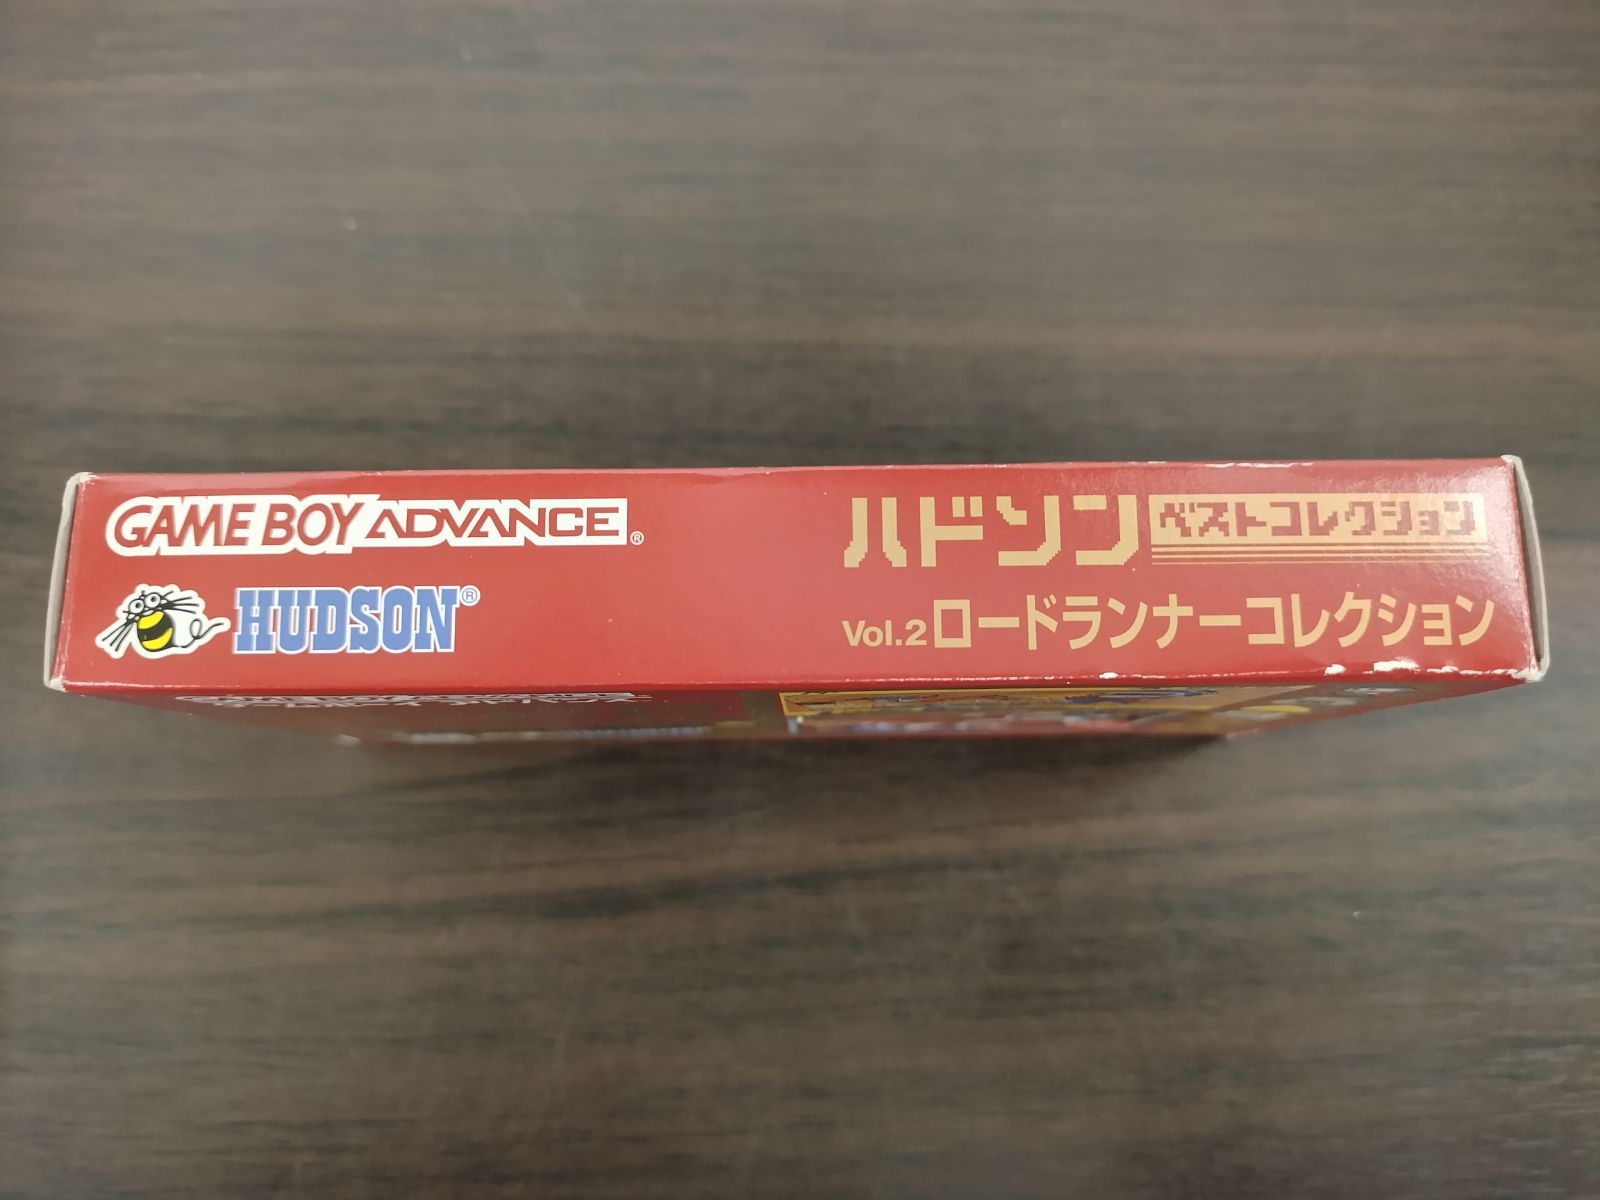 GAME BOY ADVANCE®
HUDSON®
ハドソン ベストコレクション
Vol.2 ロードランナーコレクション